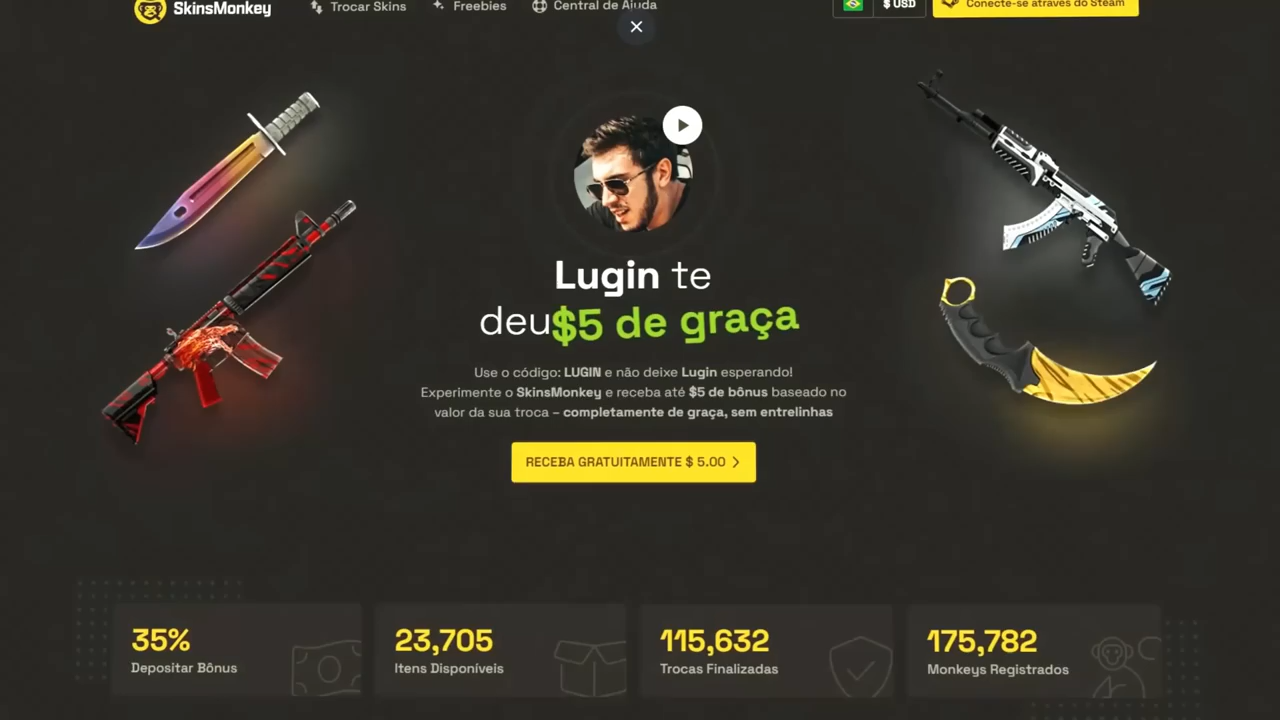 SkinsMonkey
Trocar Skins
Freebies
Central de Ajuda
$ USD
Conecte-se através do Steam
Lugin te
deu$5 de graça
Use o código: LUGIN e não deixe Lugin esperando!
Experimente o SkinsMonkey e receba até $5 de bônus baseado no
valor da sua troca – completamente de graça, sem entrelinhas
RECEBA GRATUITAMENTE $ 5.00
35%
Depositar Bônus
23,705
Itens Disponíveis
115,632
Trocas Finalizadas
175,782
Monkeys Registrados